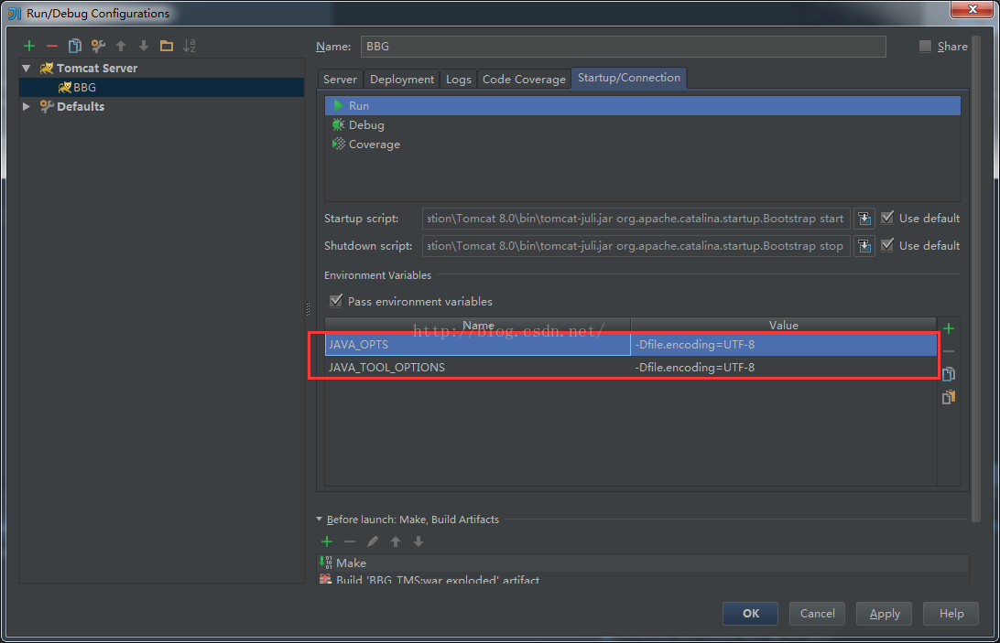 Run/Debug Configurations
Name: BBG
Share
Tomcat Server
BBG
Defaults
Server Deployment Logs Code Coverage Startup/Connection
Run
Debug
Coverage
Startup script: ation\Tomcat 8.0\bin\tomcat-juli.jar org.apache.catalina.startup.Bootstrap start Use default
Shutdown script: ation\Tomcat 8.0\bin\tomcat-juli.jar org.apache.catalina.startup.Bootstrap stop Use default
Environment Variables
Pass environment variables
Name Value
http://blog.csdn.net/
JAVA_OPTS -Dfile.encoding=UTF-8
JAVA_TOOL_OPTIONS -Dfile.encoding=UTF-8
Before launch: Make, Build Artifacts
Make
Build 'BBG_TMS:war exploded' artifact
OK Cancel Apply Help